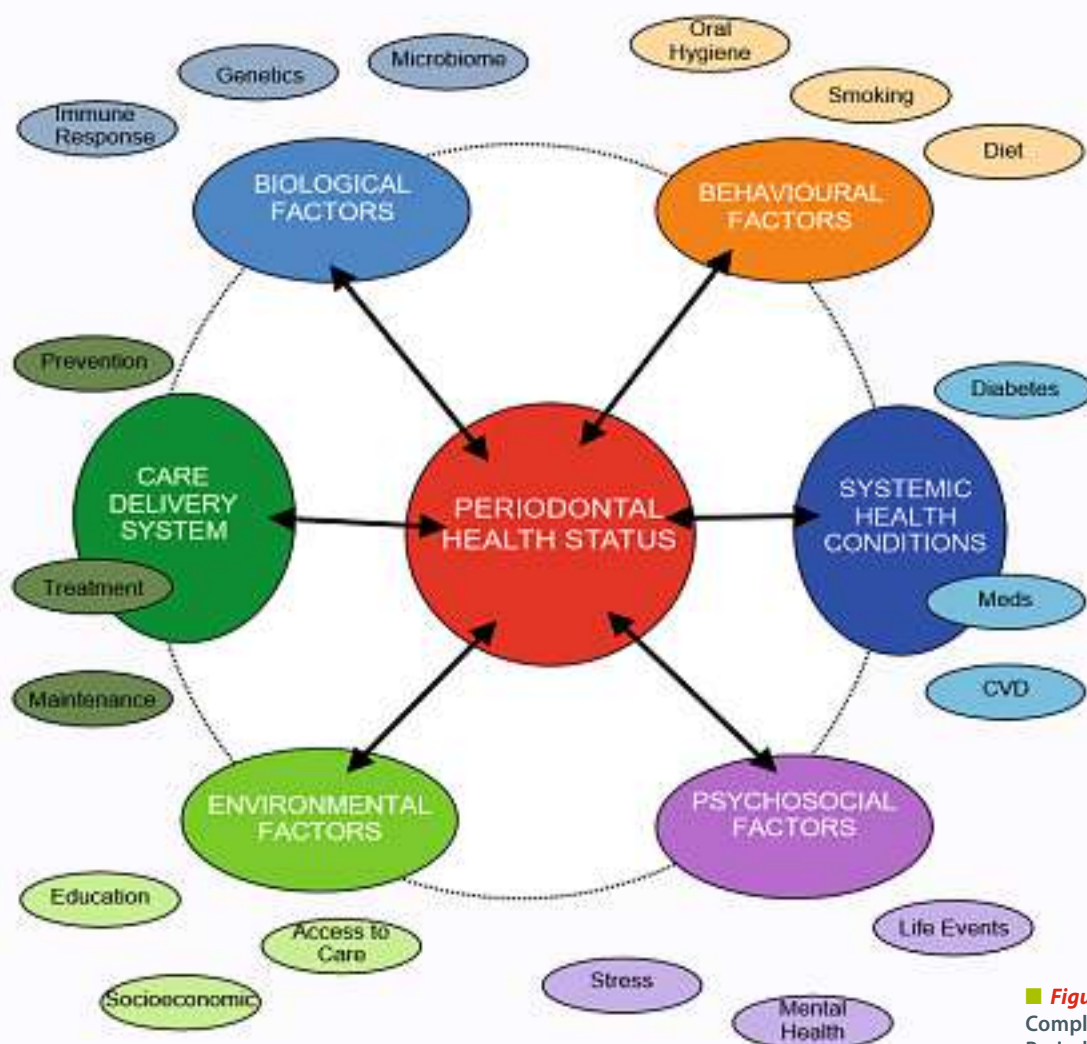 Oral
Hygiene
Microbiome
Genetics
Smoking
Immune
Response
Diet
BIOLOGICAL
FACTORS
BEHAVIOURAL
FACTORS
Prevention
Diabetes
CARE
DELIVERY
SYSTEM
PERIODONTAL
HEALTH STATUS
SYSTEMIC
HEALTH
CONDITIONS
Treatment
Meds
Maintenance
CVD
ENVIRONMENTAL
FACTORS
PSYCHOSOCIAL
FACTORS
Education
Access to
Care
Life Events
Stress
Socioeconomic
Mental
Health